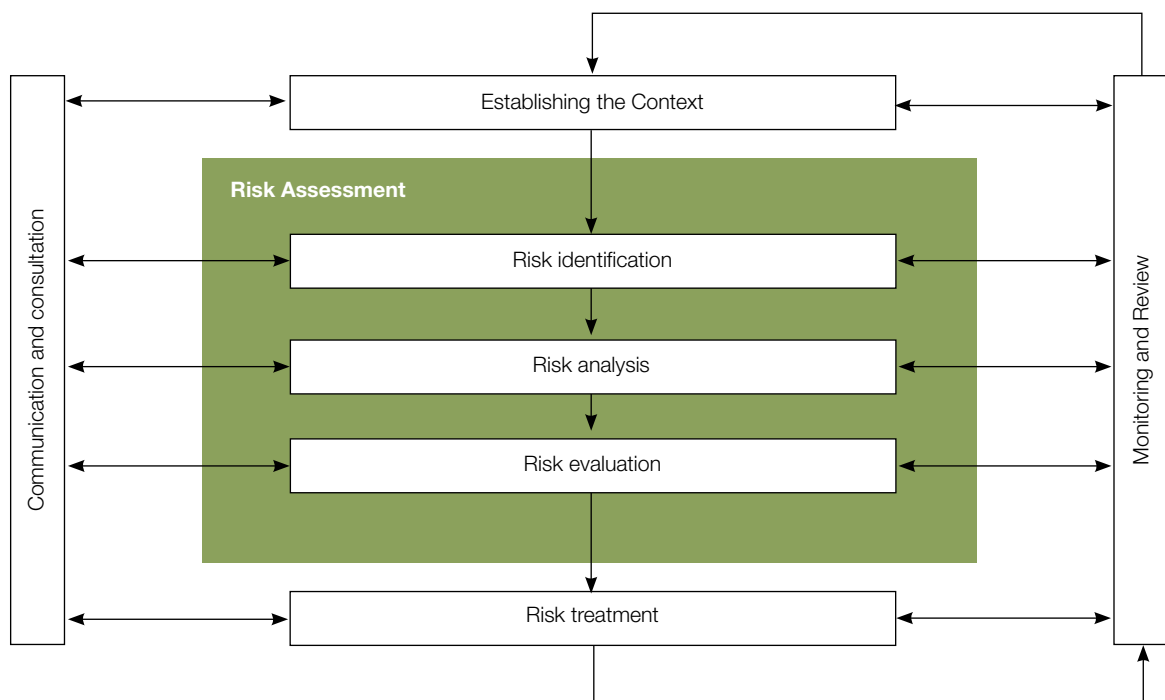 Establishing the Context
Risk Assessment
Risk identification
Risk analysis
Risk evaluation
Risk treatment
Communication and consultation
Monitoring and Review